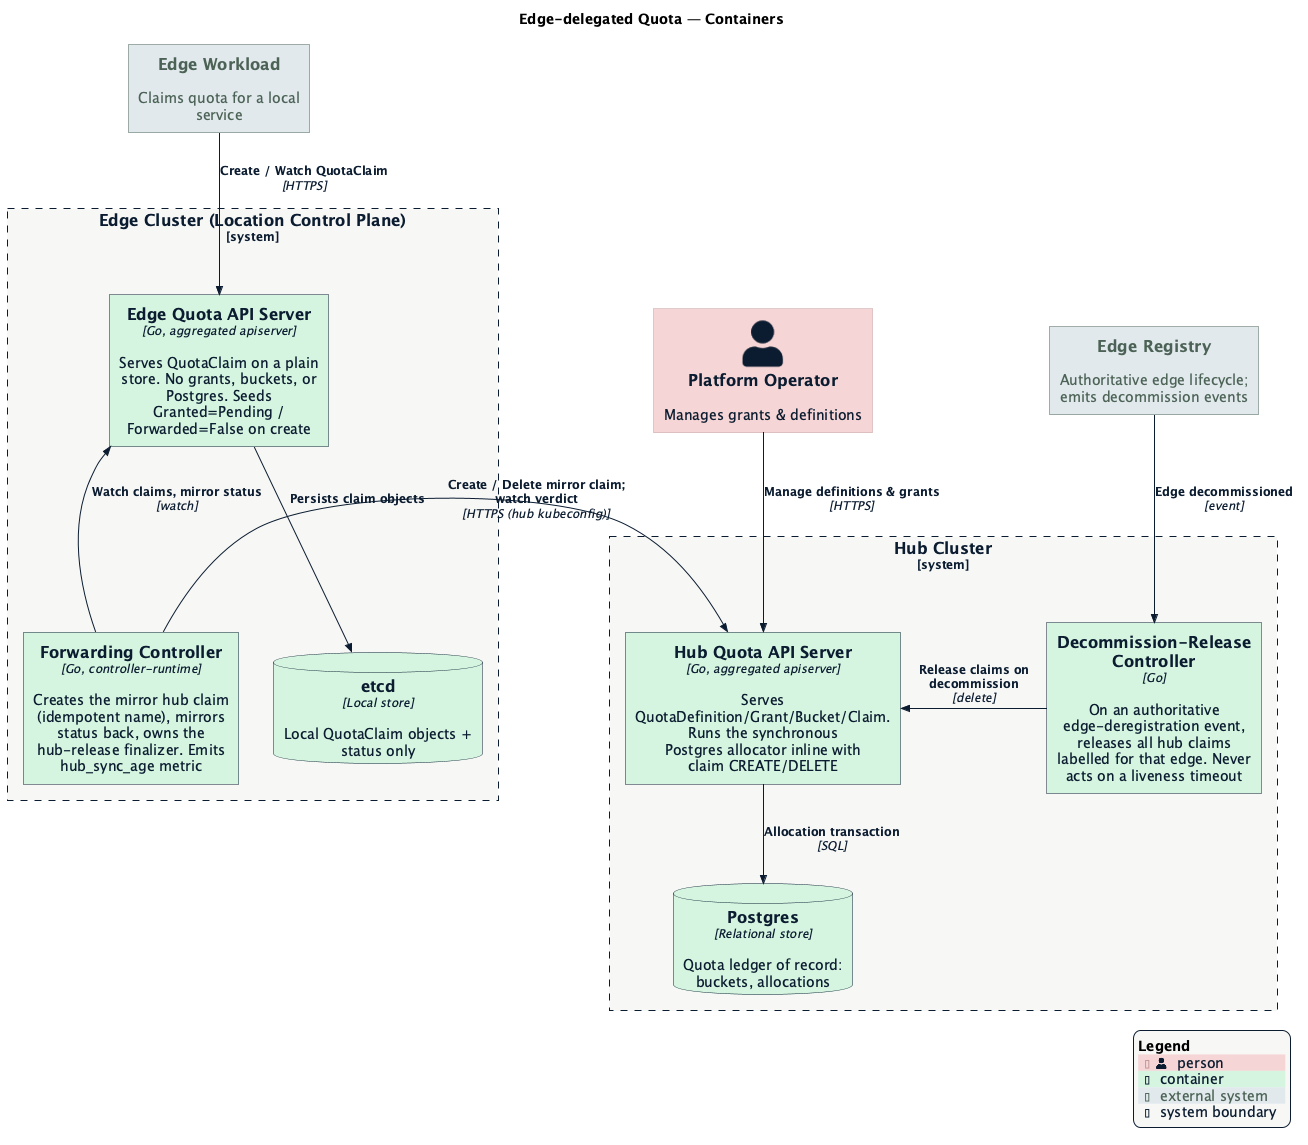 Edge-delegated Quota — Containers
Edge Workload
Claims quota for a local
service
Create / Watch QuotaClaim
[HTTPS]
Edge Cluster (Location Control Plane)
[system]
Edge Quota API Server
[Go, aggregated apiserver]
Serves QuotaClaim on a plain
store. No grants, buckets, or
Postgres. Seeds
Granted=Pending /
Forwarded=False on create
Platform Operator
Manages grants & definitions
Edge Registry
Authoritative edge lifecycle;
emits decommission events
Watch claims, mirror status
[watch]
Persists claim objects
Create / Delete mirror claim;
watch verdict
[HTTPS (hub kubeconfig)]
Manage definitions & grants
[HTTPS]
Edge decommissioned
[event]
Hub Cluster
[system]
Forwarding Controller
[Go, controller-runtime]
Creates the mirror hub claim
(idempotent name), mirrors
status back, owns the
hub-release finalizer. Emits
hub_sync_age metric
etcd
[Local store]
Local QuotaClaim objects +
status only
Hub Quota API Server
[Go, aggregated apiserver]
Serves
QuotaDefinition/Grant/Bucket/Claim.
Runs the synchronous
Postgres allocator inline with
claim CREATE/DELETE
Release claims on
decommission
[delete]
Decommission-Release
Controller
[Go]
On an authoritative
edge-deregistration event,
releases all hub claims
labelled for that edge. Never
acts on a liveness timeout
Allocation transaction
[SQL]
Postgres
[Relational store]
Quota ledger of record:
buckets, allocations
Legend
person
container
external system
system boundary